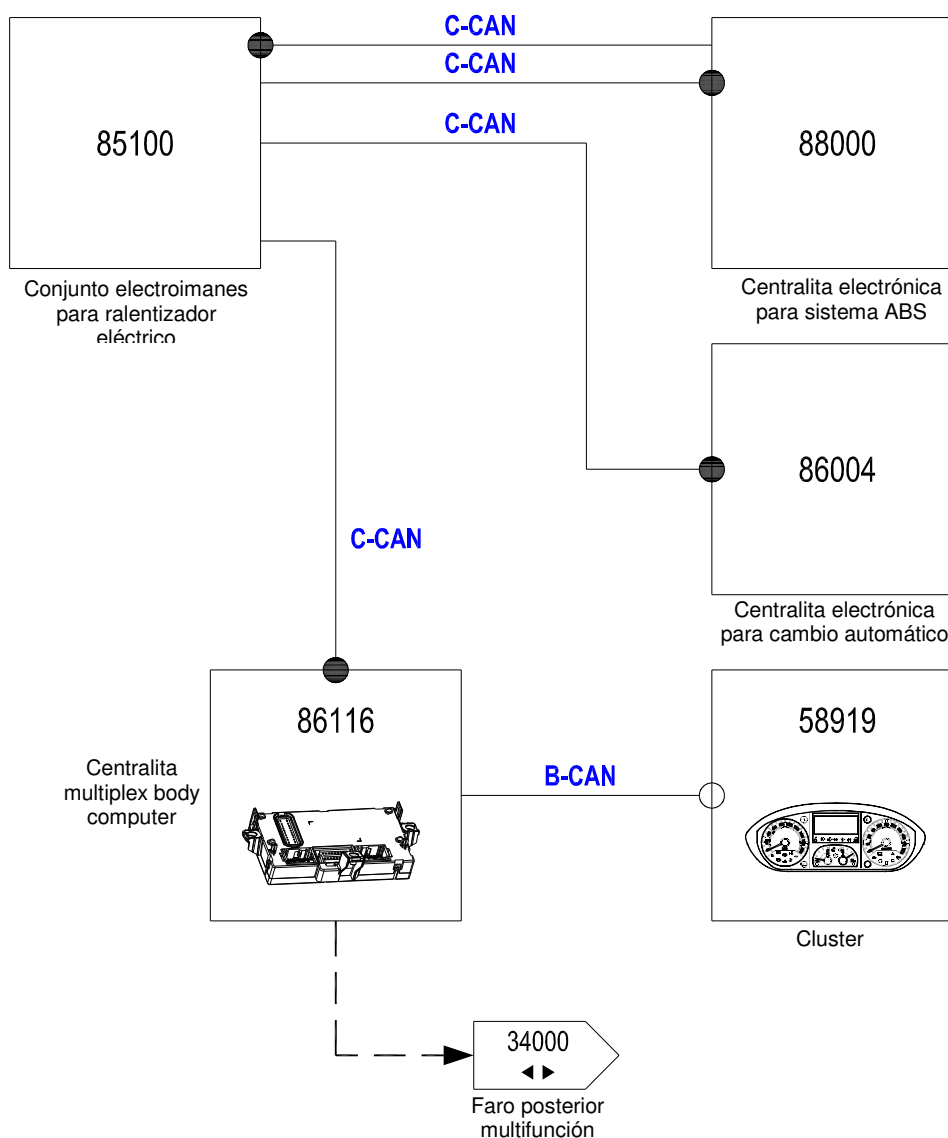 C-CAN
C-CAN
C-CAN
85100
88000
Conjunto electroimanes
para ralentizador
eléctrico
Centralita electrónica
para sistema ABS
86004
C-CAN
Centralita electrónica
para cambio automático
86116
58919
Centralita
multiplex body
computer
B-CAN
Cluster
34000
Faro posterior
multifunción